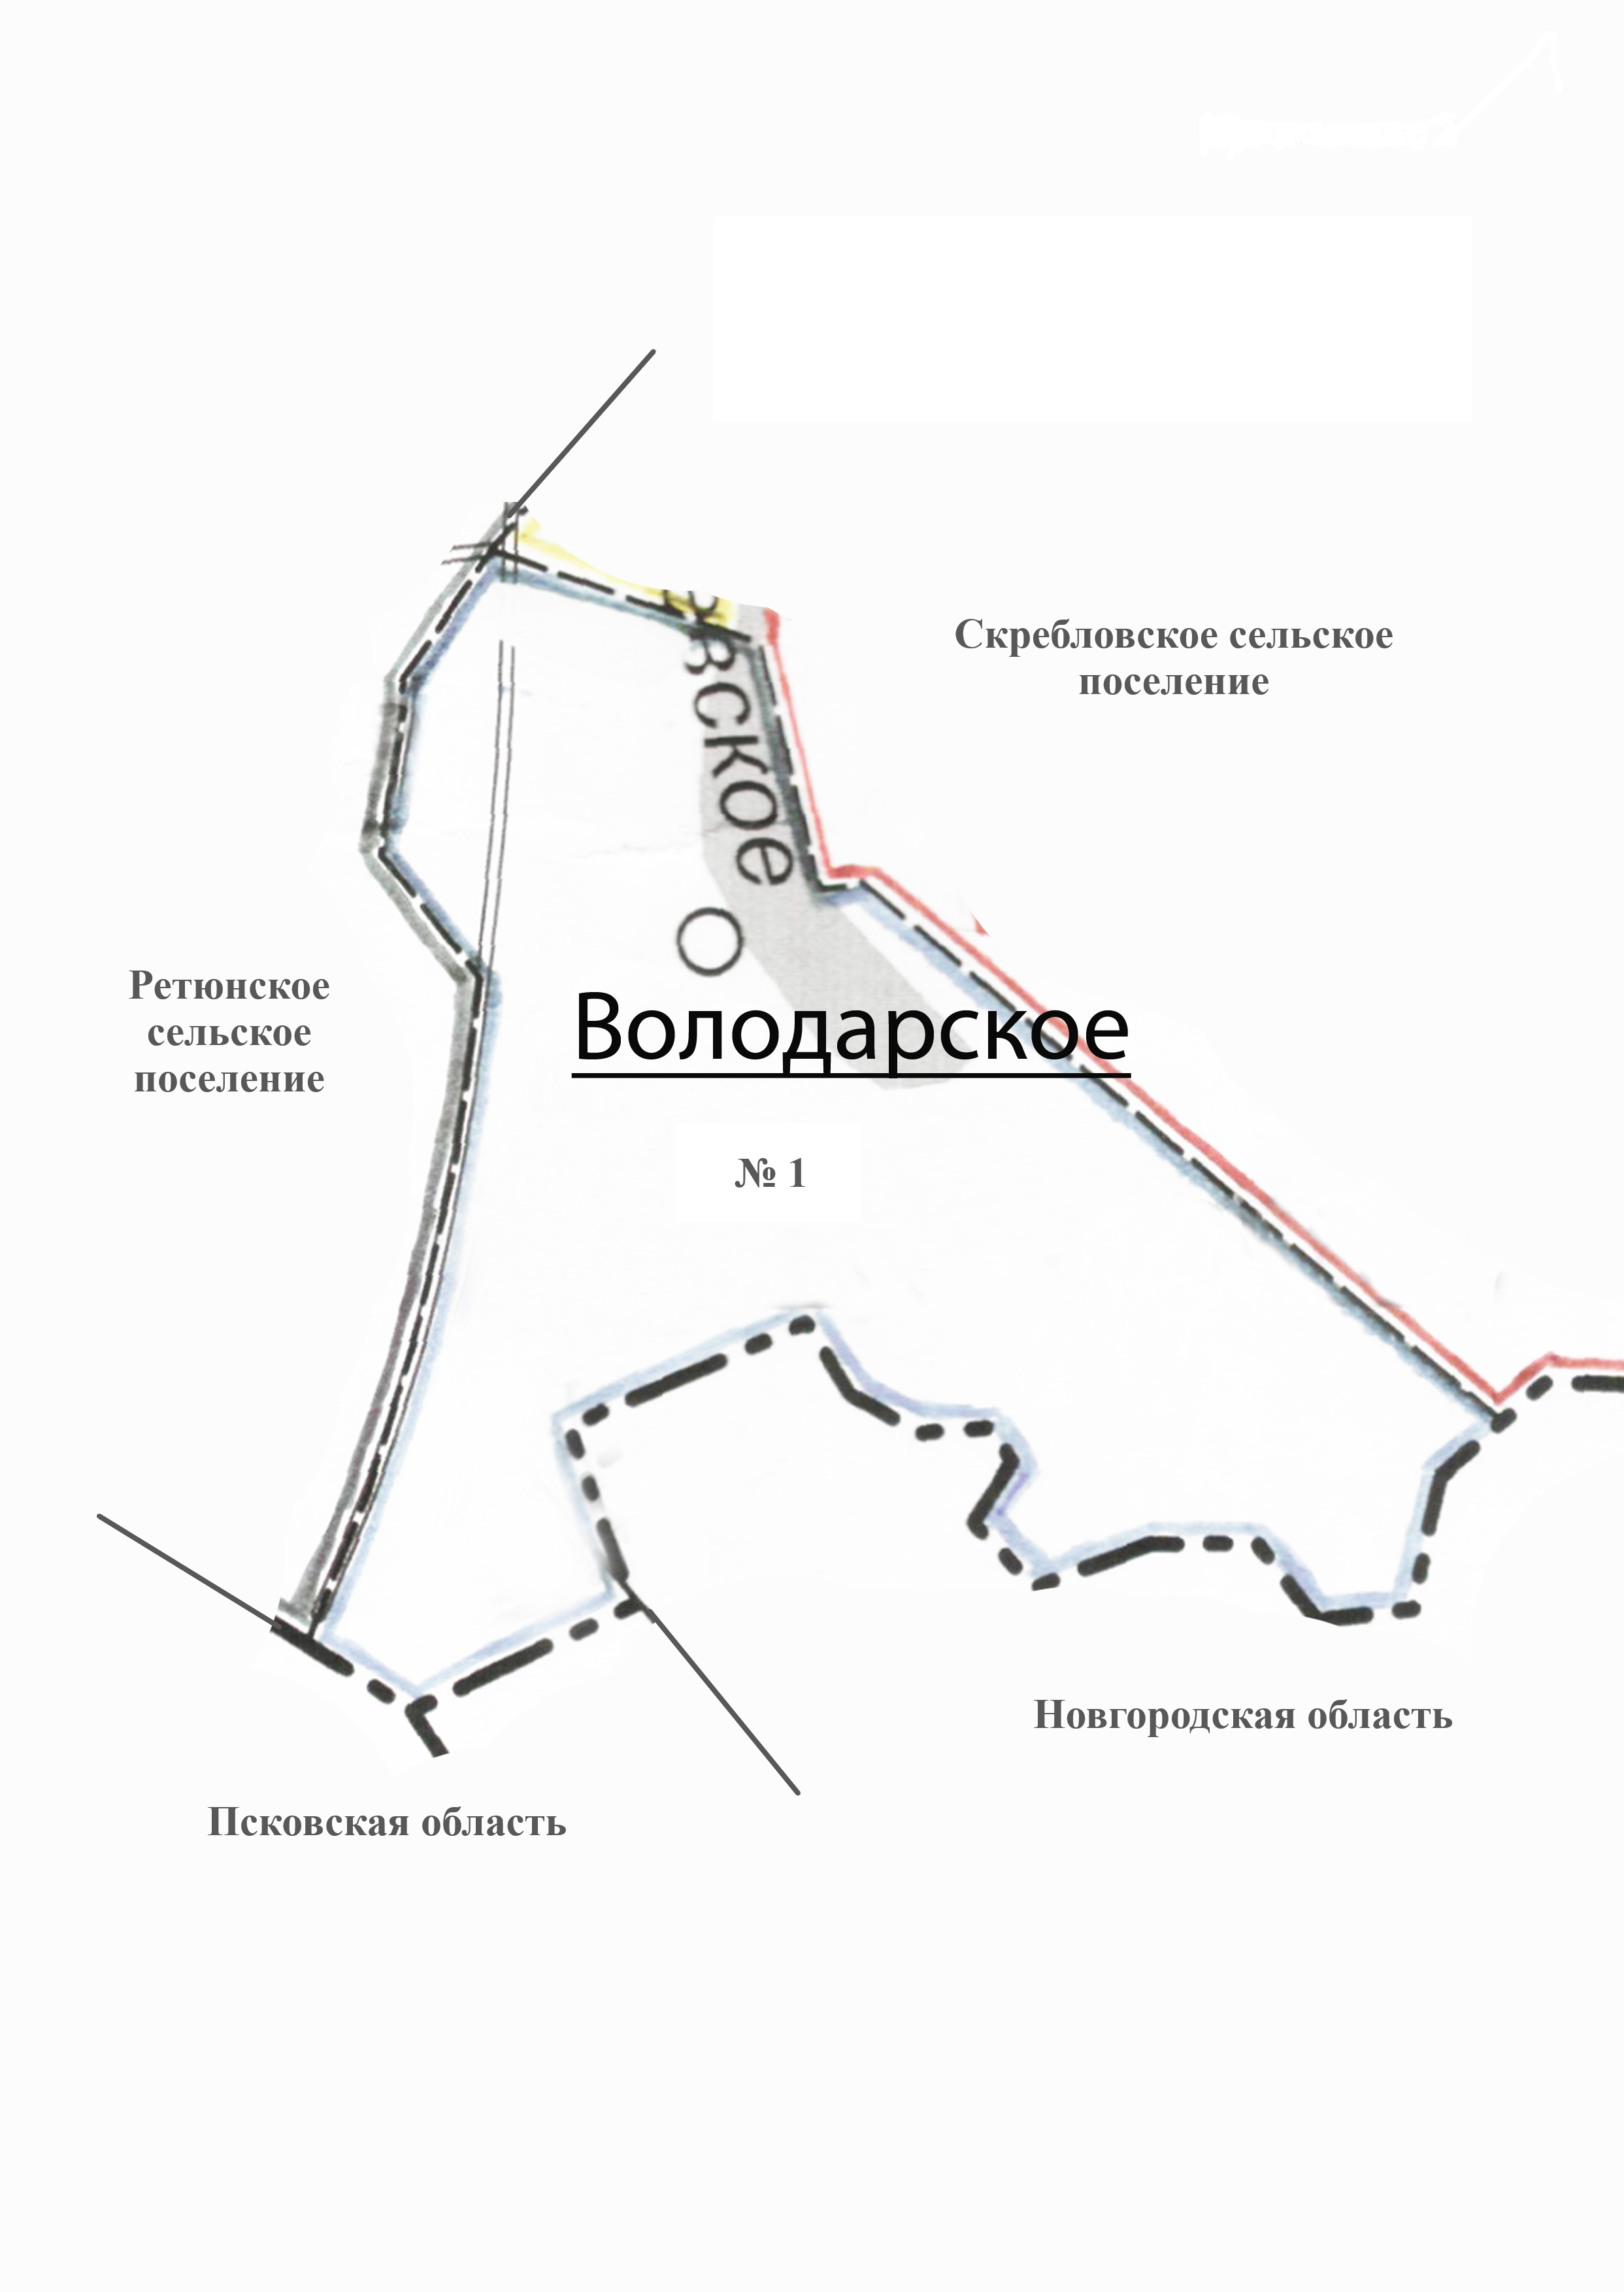 Скребловское сельское
поселение
вское
Ретюнское
сельское
поселение
Володарское
№ 1
Новгородская область
Псковская область